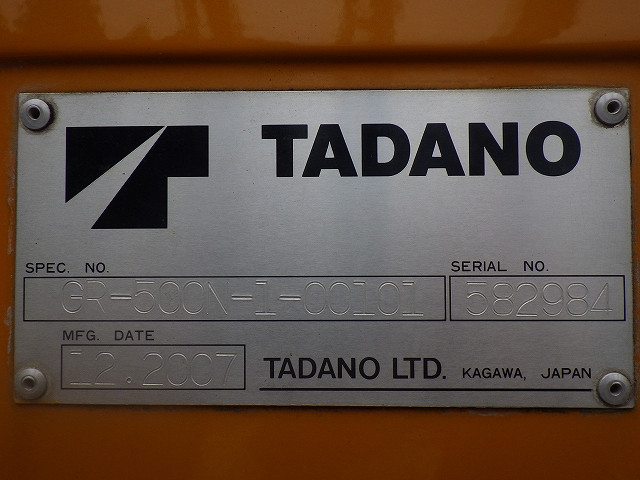 TADANO
SPEC. NO.
GR-500N-1-00101
SERIAL NO.
582984
MFG. DATE
12.2007
TADANO LTD. KAGAWA, JAPAN